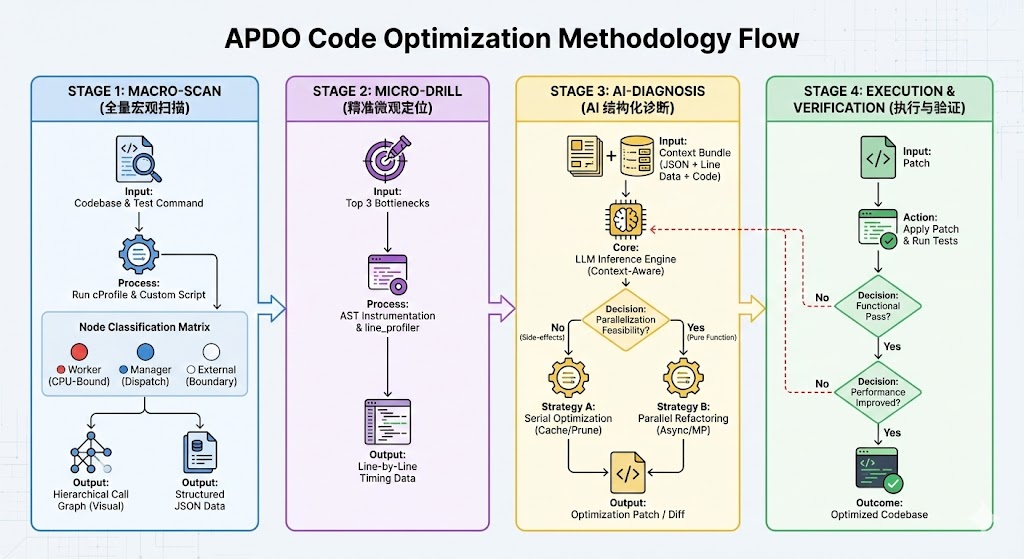 APDO Code Optimization Methodology Flow
STAGE 1: MACRO-SCAN
(全量宏观扫描)
</>
Input:
Codebase & Test Command
Process:
Run cProfile & Custom Script
Node Classification Matrix
Worker
(CPU-Bound)
Manager
(Dispatch)
External
(Boundary)
Output:
Hierarchical Call
Graph (Visual)
Output:
Structured
JSON Data
STAGE 2: MICRO-DRILL
(精准微观定位)
Input:
Top 3 Bottlenecks
Process:
AST Instrumentation
& line_profiler
Output:
Line-by-Line
Timing Data
STAGE 3: AI-DIAGNOSIS
(AI 结构化诊断)
+
Input:
Context Bundle
(JSON + Line
Data + Code)
Core:
LLM Inference Engine
(Context-Aware)
Decision:
Parallelization
Feasibility?
No
(Side-effects)
Yes
(Pure Function)
Strategy A:
Serial Optimization
(Cache/Prune)
Strategy B:
Parallel Refactoring
(Async/MP)
</>
Output:
Optimization Patch / Diff
STAGE 4: EXECUTION &
VERIFICATION (执行与验证)
</>
Input:
Patch
Action:
Apply Patch
& Run Tests
No
Decision:
Functional
Pass?
Yes
No
Decision:
Performance
Improved?
Yes
</>
Outcome:
Optimized Codebase